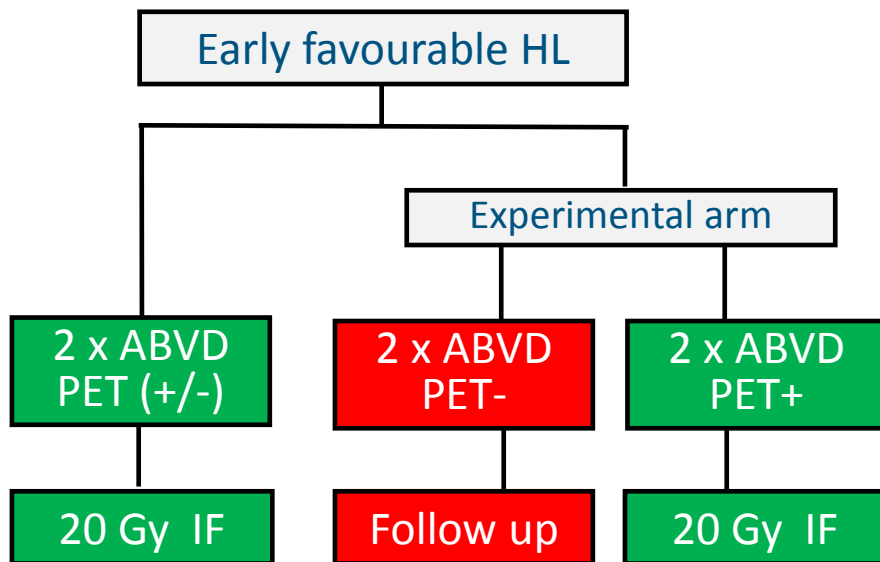 Early favourable HL
Experimental arm
2 x ABVD
PET (+/-)
2 x ABVD
PET-
2 x ABVD
PET+
20 Gy IF
Follow up
20 Gy IF